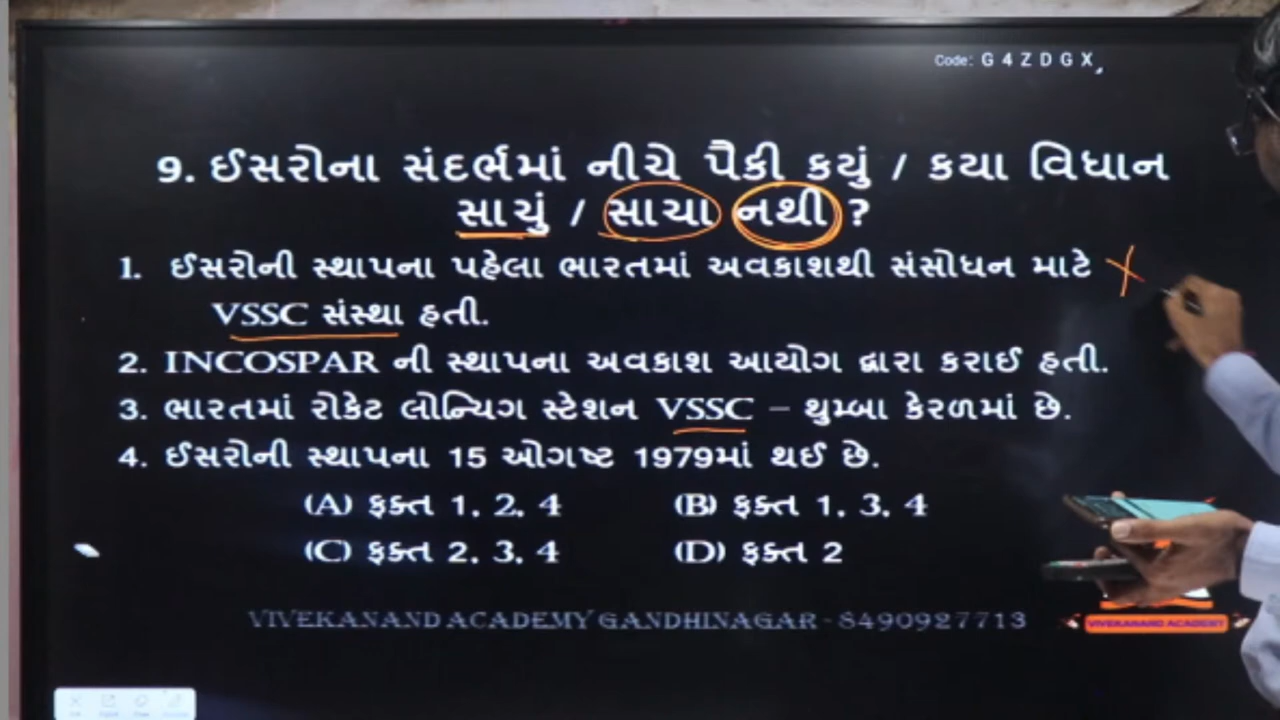 Code: G4ZDGX
9. ઈસરોના સંદર્ભમાં નીચે પૈકી કયું / કયા વિધાન
સાચું / સાચા નથી ?
1. ઈસરોની સ્થાપના પહેલા ભારતમાં અવકાશથી સંસોધન માટે
VSSC સંસ્થા હતી.
2. INCOSPAR ની સ્થાપના અવકાશ આયોગ દ્વારા કરાઈ હતી.
3. ભારતમાં રોકેટ લોન્ચિગ સ્ટેશન VSSC – થુમ્બા કેરળમાં છે.
4. ઈસરોની સ્થાપના 15 ઓગષ્ટ 1979માં થઈ છે.
(A) ફક્ત 1, 2, 4 (B) ફક્ત 1, 3, 4
(C) ફક્ત 2, 3, 4 (D) ફક્ત 2
VIVEKANAND ACADEMY GANDHINAGAR - 8490927713
VIVEKANAND ACADEMY